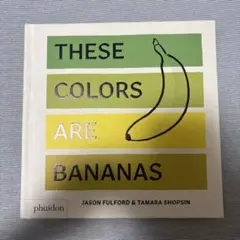 THESE
COLORS
ARE
BANANAS
JASON FULFORD & TAMARA SHOPSIN
phaidon